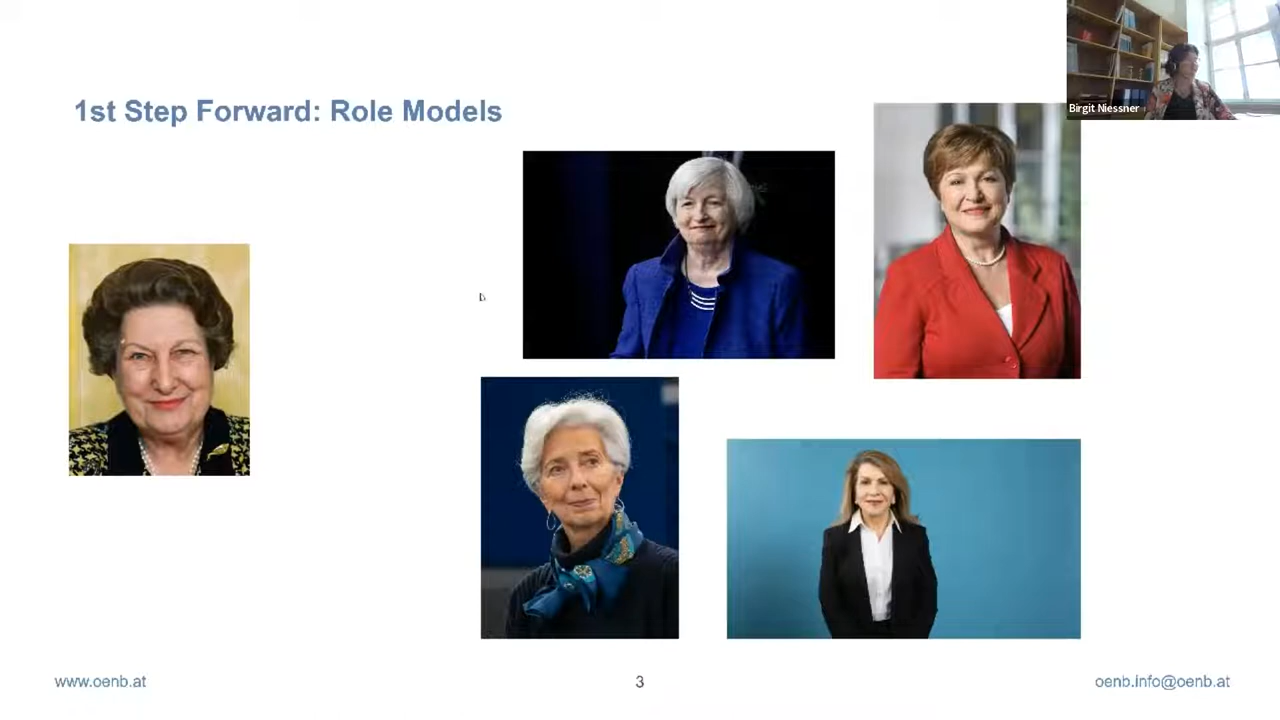 1st Step Forward: Role Models
Birgit Niessner
www.oenb.at
3
oenb.info@oenb.at